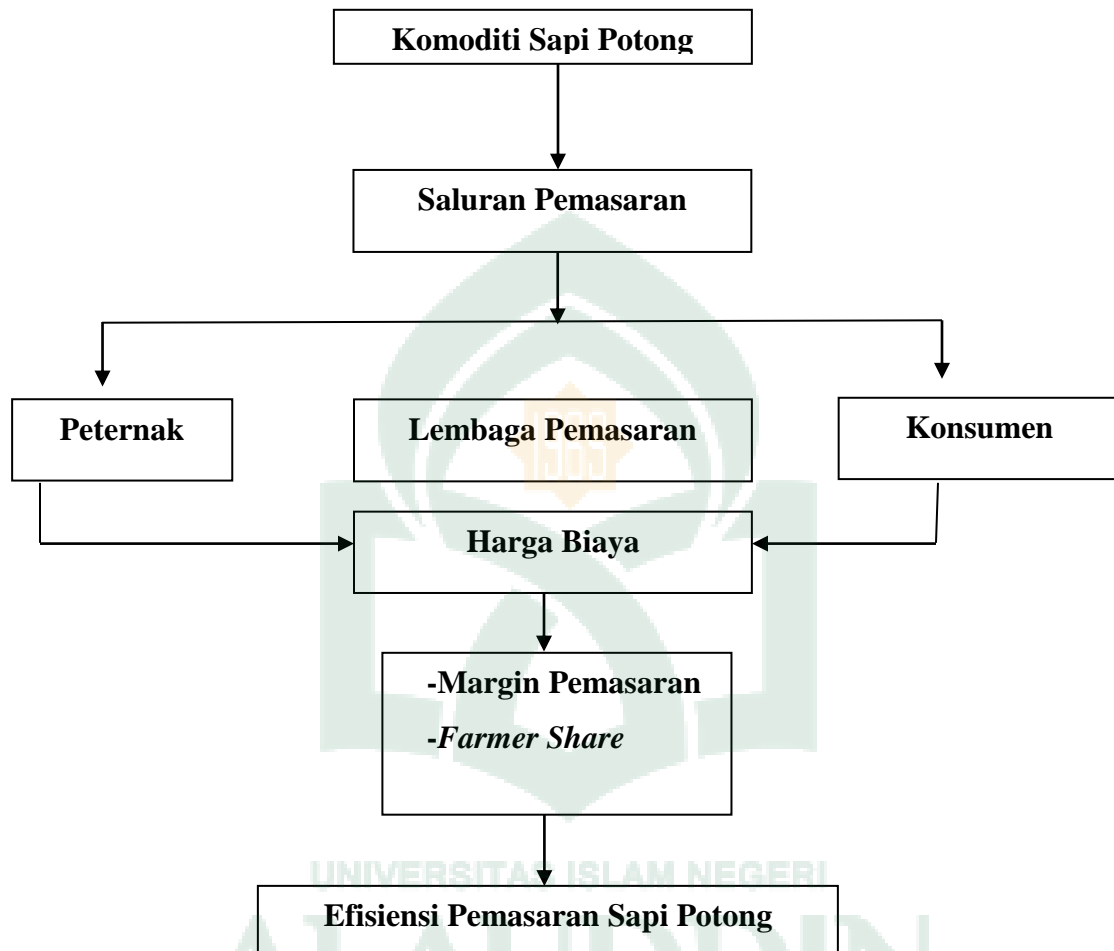 Komoditi Sapi Potong
Saluran Pemasaran
Peternak
Lembaga Pemasaran
Konsumen
Harga Biaya
-Margin Pemasaran
-Farmer Share
UNIVERSITAS ISLAM NEGERI
Efisiensi Pemasaran Sapi Potong
ALAUDDIN